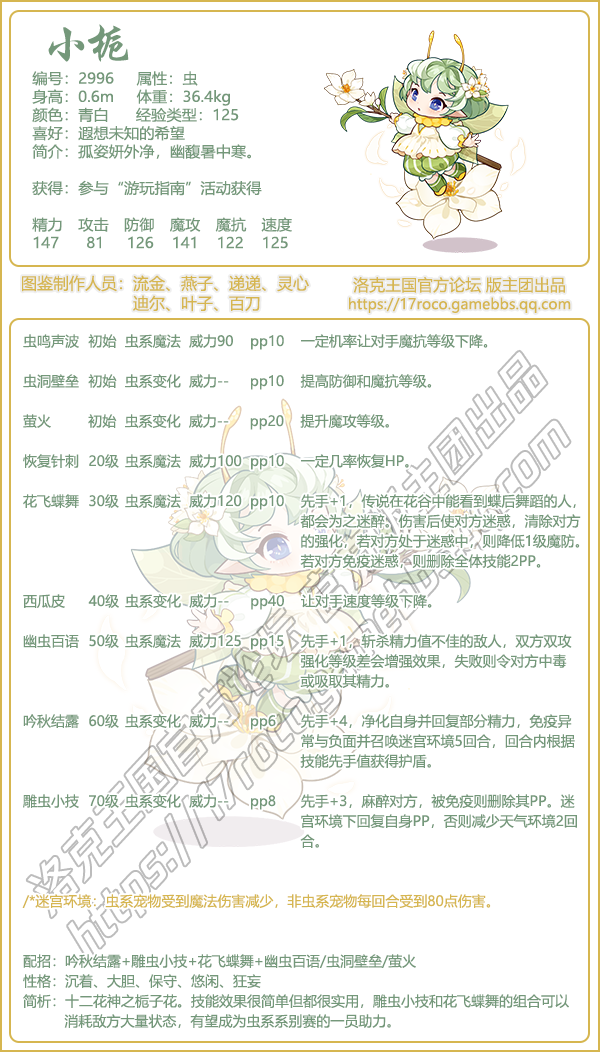 小栀
编号：2996 属性：虫
身高：0.6m 体重：36.4kg
颜色：青白 经验类型：125
喜好：遐想未知的希望
简介：孤姿妍外净，幽馥暑中寒。
获得：参与“游玩指南”活动获得
精力 攻击 防御 魔攻 魔抗 速度
147 81 126 141 122 125
图鉴制作人员：流金、燕子、递递、灵心
迪尔、叶子、百刀
洛克王国官方论坛 版主团出品
https://17roco.gamebbs.qq.com
虫鸣声波 初始 虫系魔法 威力90 pp10 一定机率让对手魔抗等级下降。
虫洞壁垒 初始 虫系变化 威力-- pp10 提高防御和魔抗等级。
萤火 初始 虫系变化 威力-- pp20 提升魔攻等级。
恢复针刺 20级 虫系魔法 威力100 pp10 一定几率恢复HP。
花飞蝶舞 30级 虫系魔法 威力120 pp10 先手+1，传说在花谷中能看到蝶后舞蹈的人，
都会为之迷醉。伤害后使对方迷惑，清除对方
的强化，若对方处于迷惑中，则降低1级魔防。
若对方免疫迷惑，则删除全体技能2PP。
西瓜皮 40级 虫系变化 威力-- pp40 让对手速度等级下降。
幽虫百语 50级 虫系魔法 威力125 pp15 先手+1，斩杀精力值不佳的敌人，双方双攻
强化等级差会增强效果，失败则令对方中毒
或吸取其精力。
吟秋结露 60级 虫系变化 威力-- pp6 先手+4，净化自身并回复部分精力，免疫异
常与负面并召唤迷宫环境5回合，回合内根据
技能先手值获得护盾。
雕虫小技 70级 虫系变化 威力-- pp8 先手+3，麻醉对方，被免疫则删除其PP。迷
宫环境下回复自身PP，否则减少天气环境2回
合。
/*迷宫环境：虫系宠物受到魔法伤害减少，非虫系宠物每回合受到80点伤害。
配招：吟秋结露+雕虫小技+花飞蝶舞+幽虫百语/虫洞壁垒/萤火
性格：沉着、大胆、保守、悠闲、狂妄
简析：十二花神之栀子花。技能效果很简单但都很实用，雕虫小技和花飞蝶舞的组合可以
消耗敌方大量状态，有望成为虫系系别赛的一员助力。
洛克王国官方论坛 版主团出品
https://17roco.gamebbs.qq.com